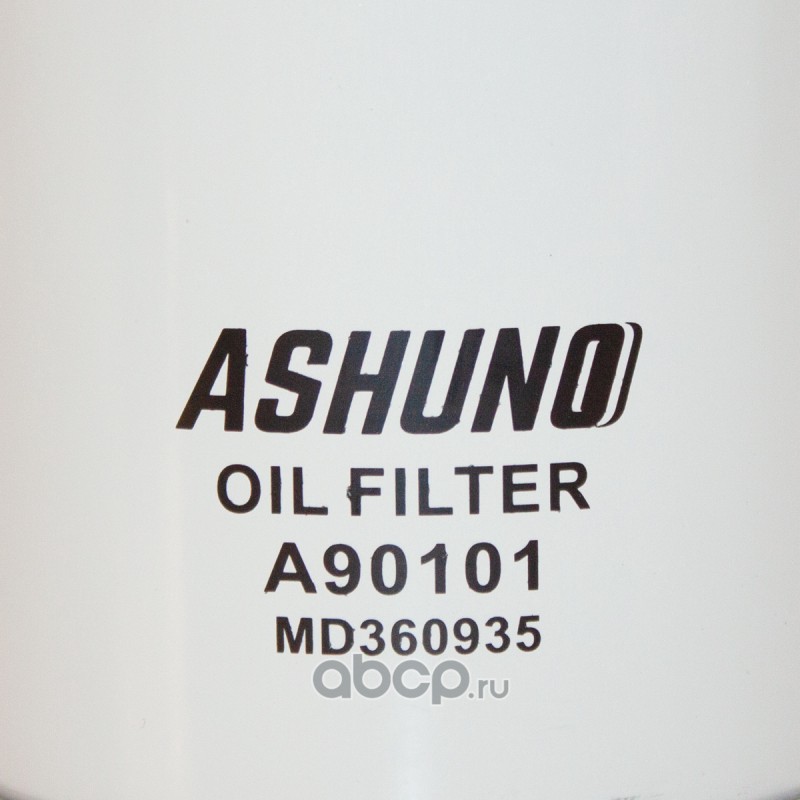 ASHUNO
OIL FILTER
A90101
MD360935
abcp.ru